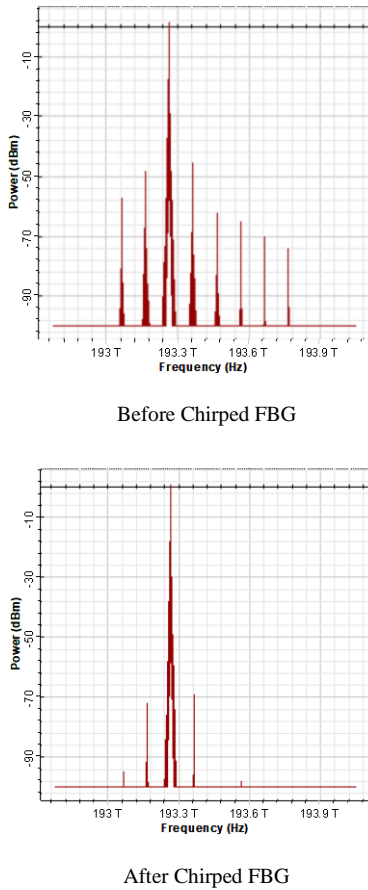 Power (dBm)
-10
-30
-50
-70
-90
193 T 193.3 T 193.6 T 193.9 T
Frequency (Hz)
Before Chirped FBG
Power (dBm)
-10
-30
-50
-70
-90
193 T 193.3 T 193.6 T 193.9 T
Frequency (Hz)
After Chirped FBG